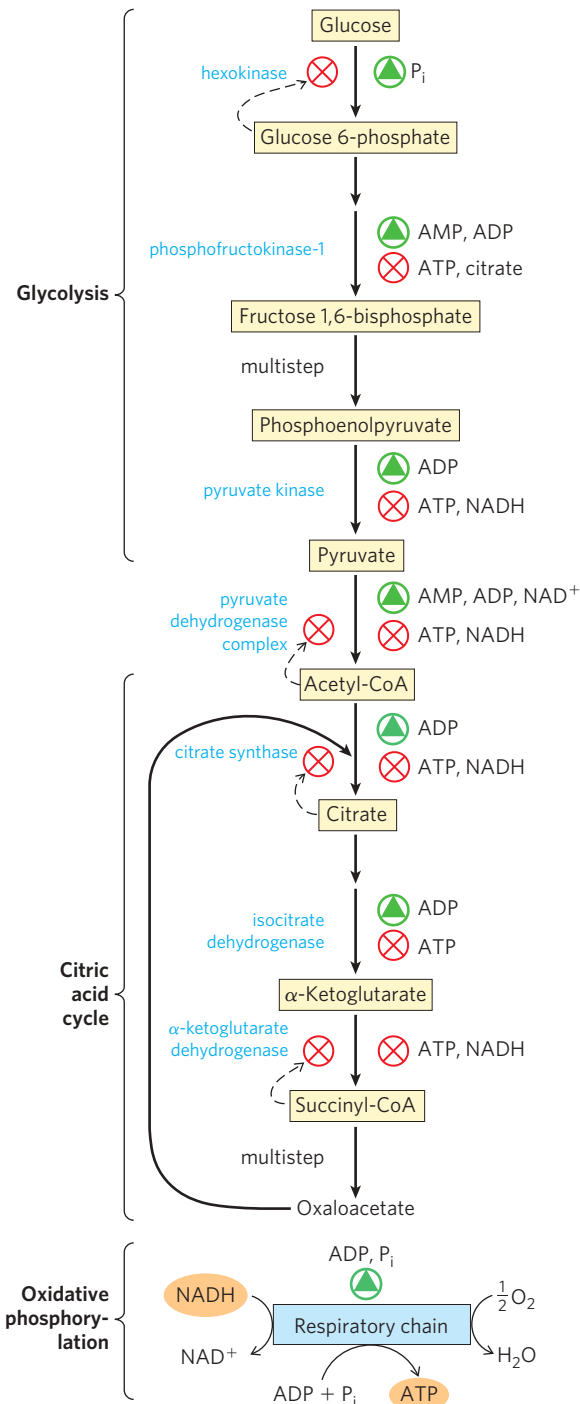 Glucose
hexokinase
Pi
Glucose 6-phosphate
AMP, ADP
phosphofructokinase-1
ATP, citrate
Glycolysis
Fructose 1,6-bisphosphate
multistep
Phosphoenolpyruvate
ADP
pyruvate kinase
ATP, NADH
Pyruvate
AMP, ADP, NAD+
pyruvate
dehydrogenase
complex
ATP, NADH
Acetyl-CoA
ADP
citrate synthase
ATP, NADH
Citrate
ADP
isocitrate
dehydrogenase
ATP
Citric
acid
cycle
α-Ketoglutarate
α-ketoglutarate
dehydrogenase
ATP, NADH
Succinyl-CoA
multistep
Oxaloacetate
Oxidative
phosphory-
lation
ADP, Pi
NADH
1/2 O2
Respiratory chain
NAD+
H2O
ADP + Pi
ATP